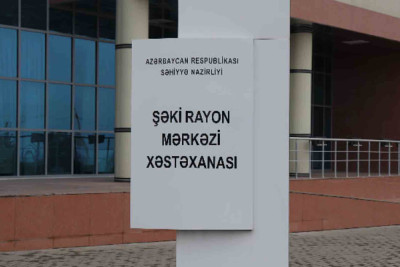 AZƏRBAYCAN RESPUBLİKASI
SƏHİYYƏ NAZİRLİYİ
ŞƏKİ RAYON
MƏRKƏZİ
XƏSTƏXANASI